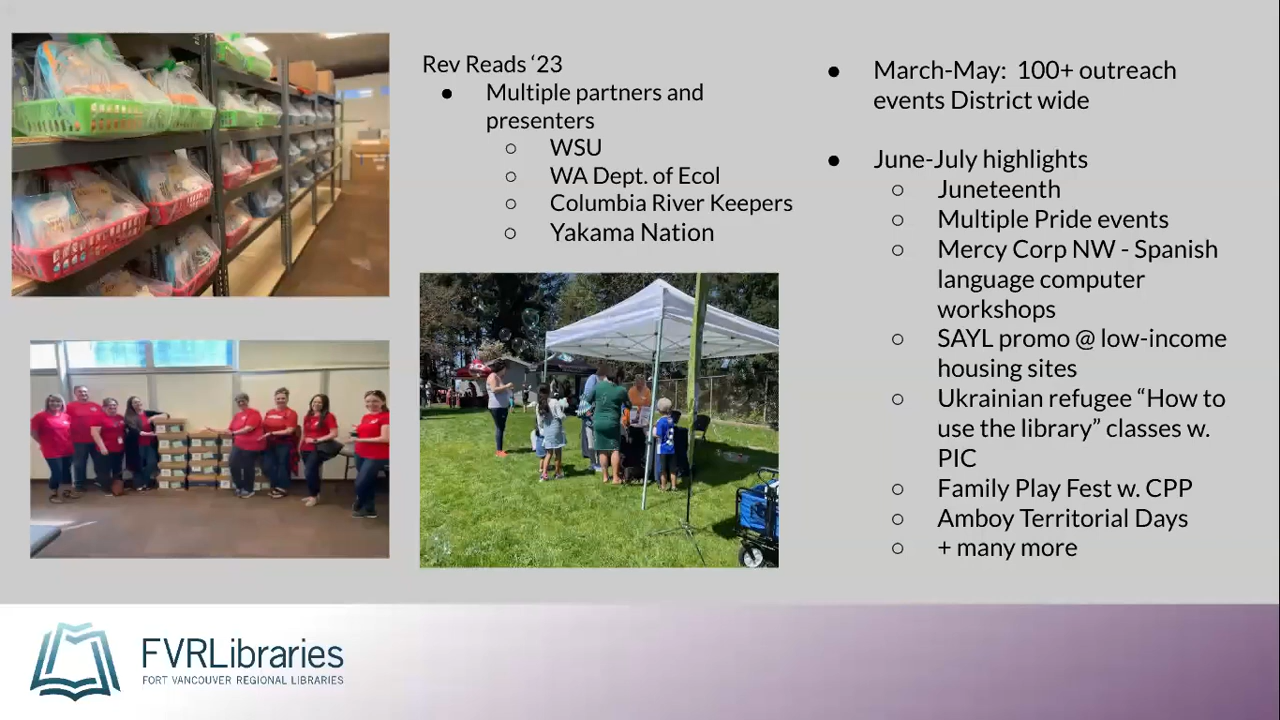 Rev Reads ‘23
● Multiple partners and
presenters
○ WSU
○ WA Dept. of Ecol
○ Columbia River Keepers
○ Yakama Nation
● March-May: 100+ outreach
events District wide
● June-July highlights
○ Juneteenth
○ Multiple Pride events
○ Mercy Corp NW - Spanish
language computer
workshops
○ SAYL promo @ low-income
housing sites
○ Ukrainian refugee “How to
use the library” classes w.
PIC
○ Family Play Fest w. CPP
○ Amboy Territorial Days
○ + many more
FVRLibraries
FORT VANCOUVER REGIONAL LIBRARIES